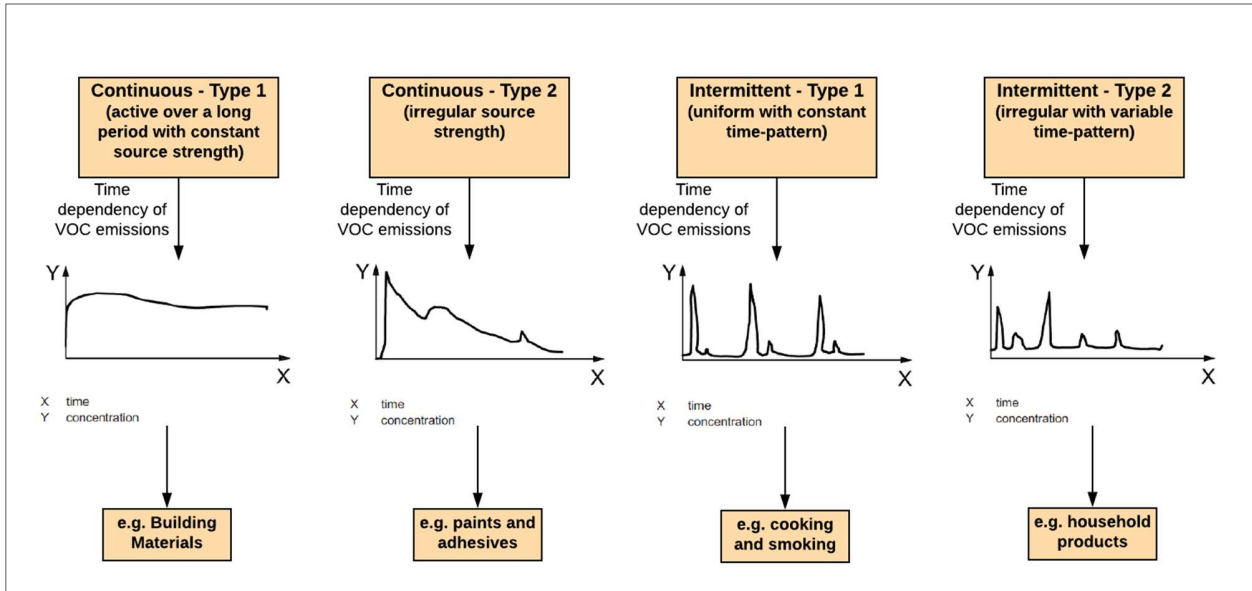 Continuous - Type 1
(active over a long
period with constant
source strength)
Time
dependency of
VOC emissions
Y
X
X time
Y concentration
e.g. Building
Materials
Continuous - Type 2
(irregular source
strength)
Time
dependency of
VOC emissions
Y
X
X time
Y concentration
e.g. paints and
adhesives
Intermittent - Type 1
(uniform with constant
time-pattern)
Time
dependency of
VOC emissions
Y
X
X time
Y concentration
e.g. cooking
and smoking
Intermittent - Type 2
(irregular with variable
time-pattern)
Time
dependency of
VOC emissions
Y
X
X time
Y concentration
e.g. household
products